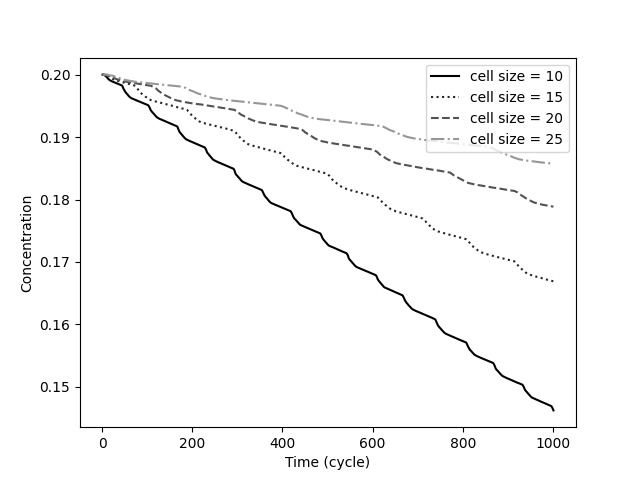 0.20
0.19
0.18
0.17
0.16
0.15
Concentration
cell size = 10
cell size = 15
cell size = 20
cell size = 25
0 200 400 600 800 1000
Time (cycle)